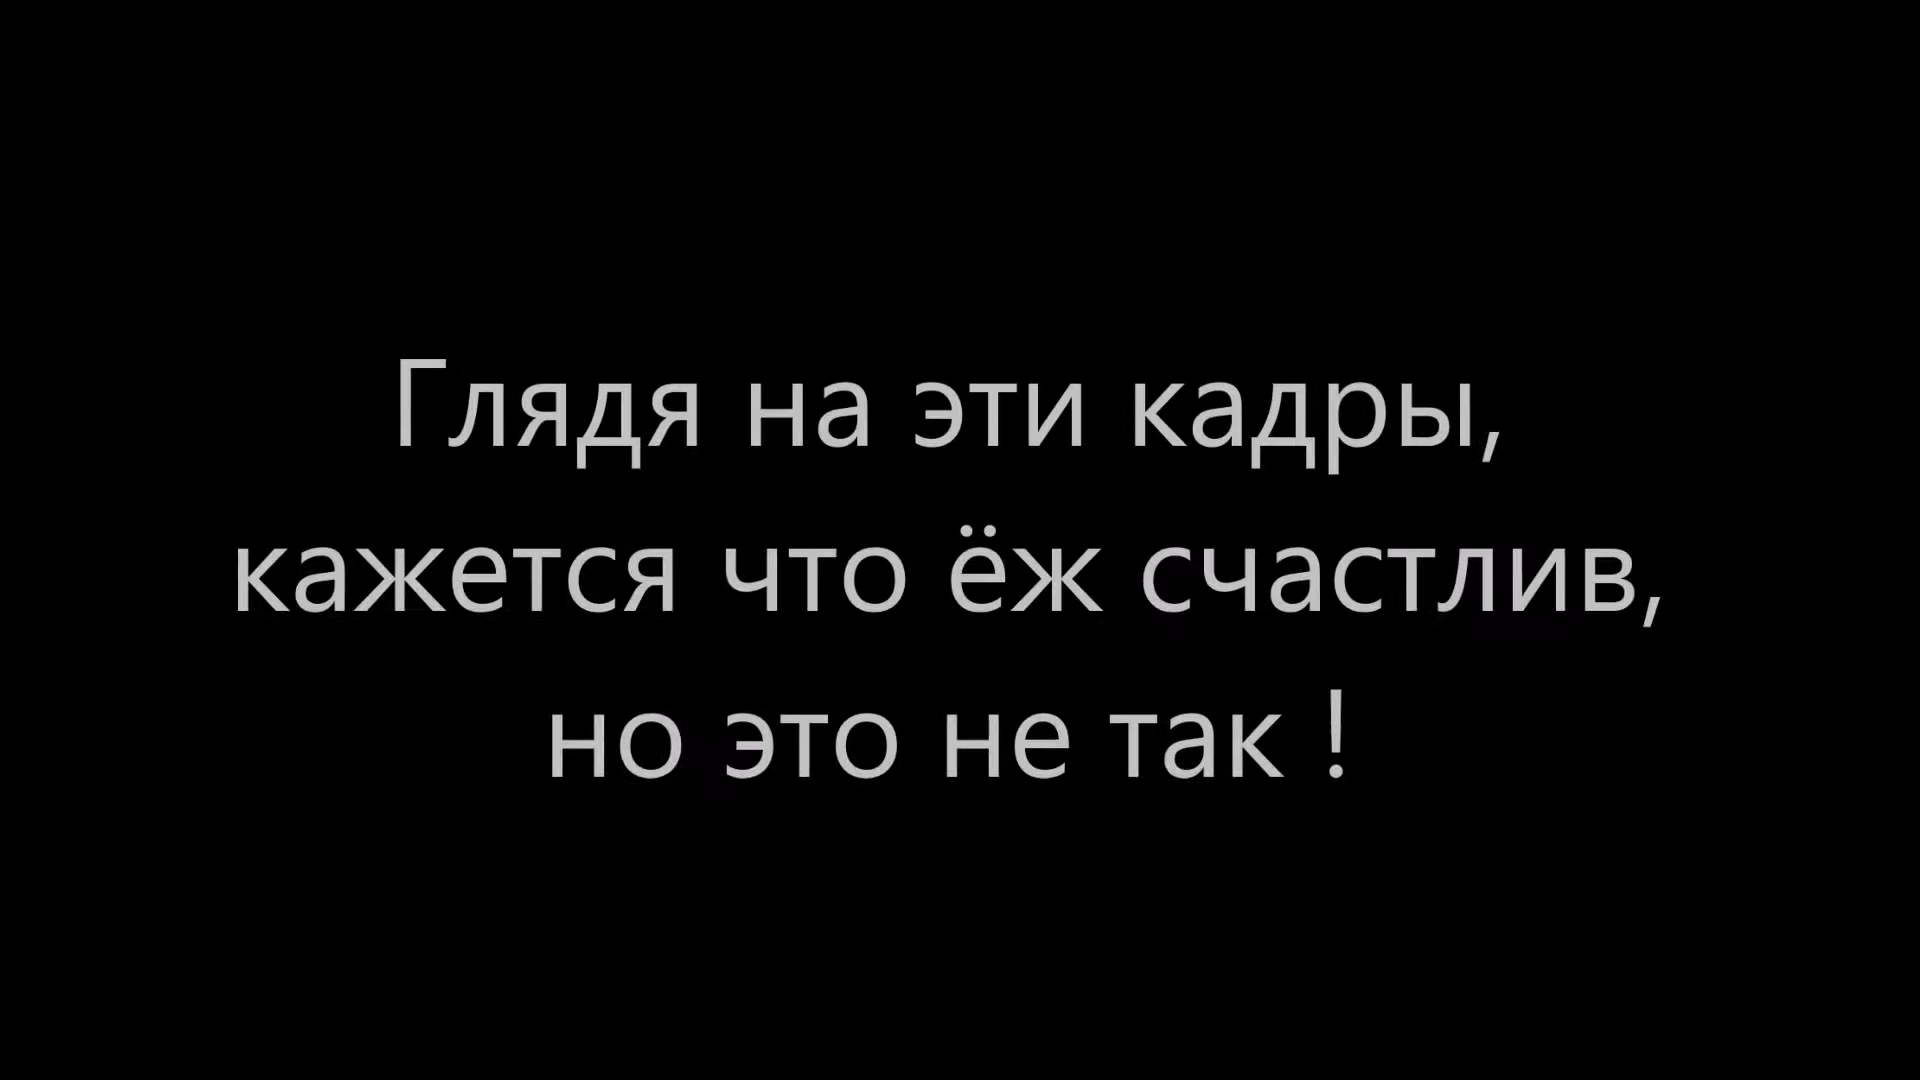 Глядя на эти кадры,
кажется что ёж счастлив,
но это не так !